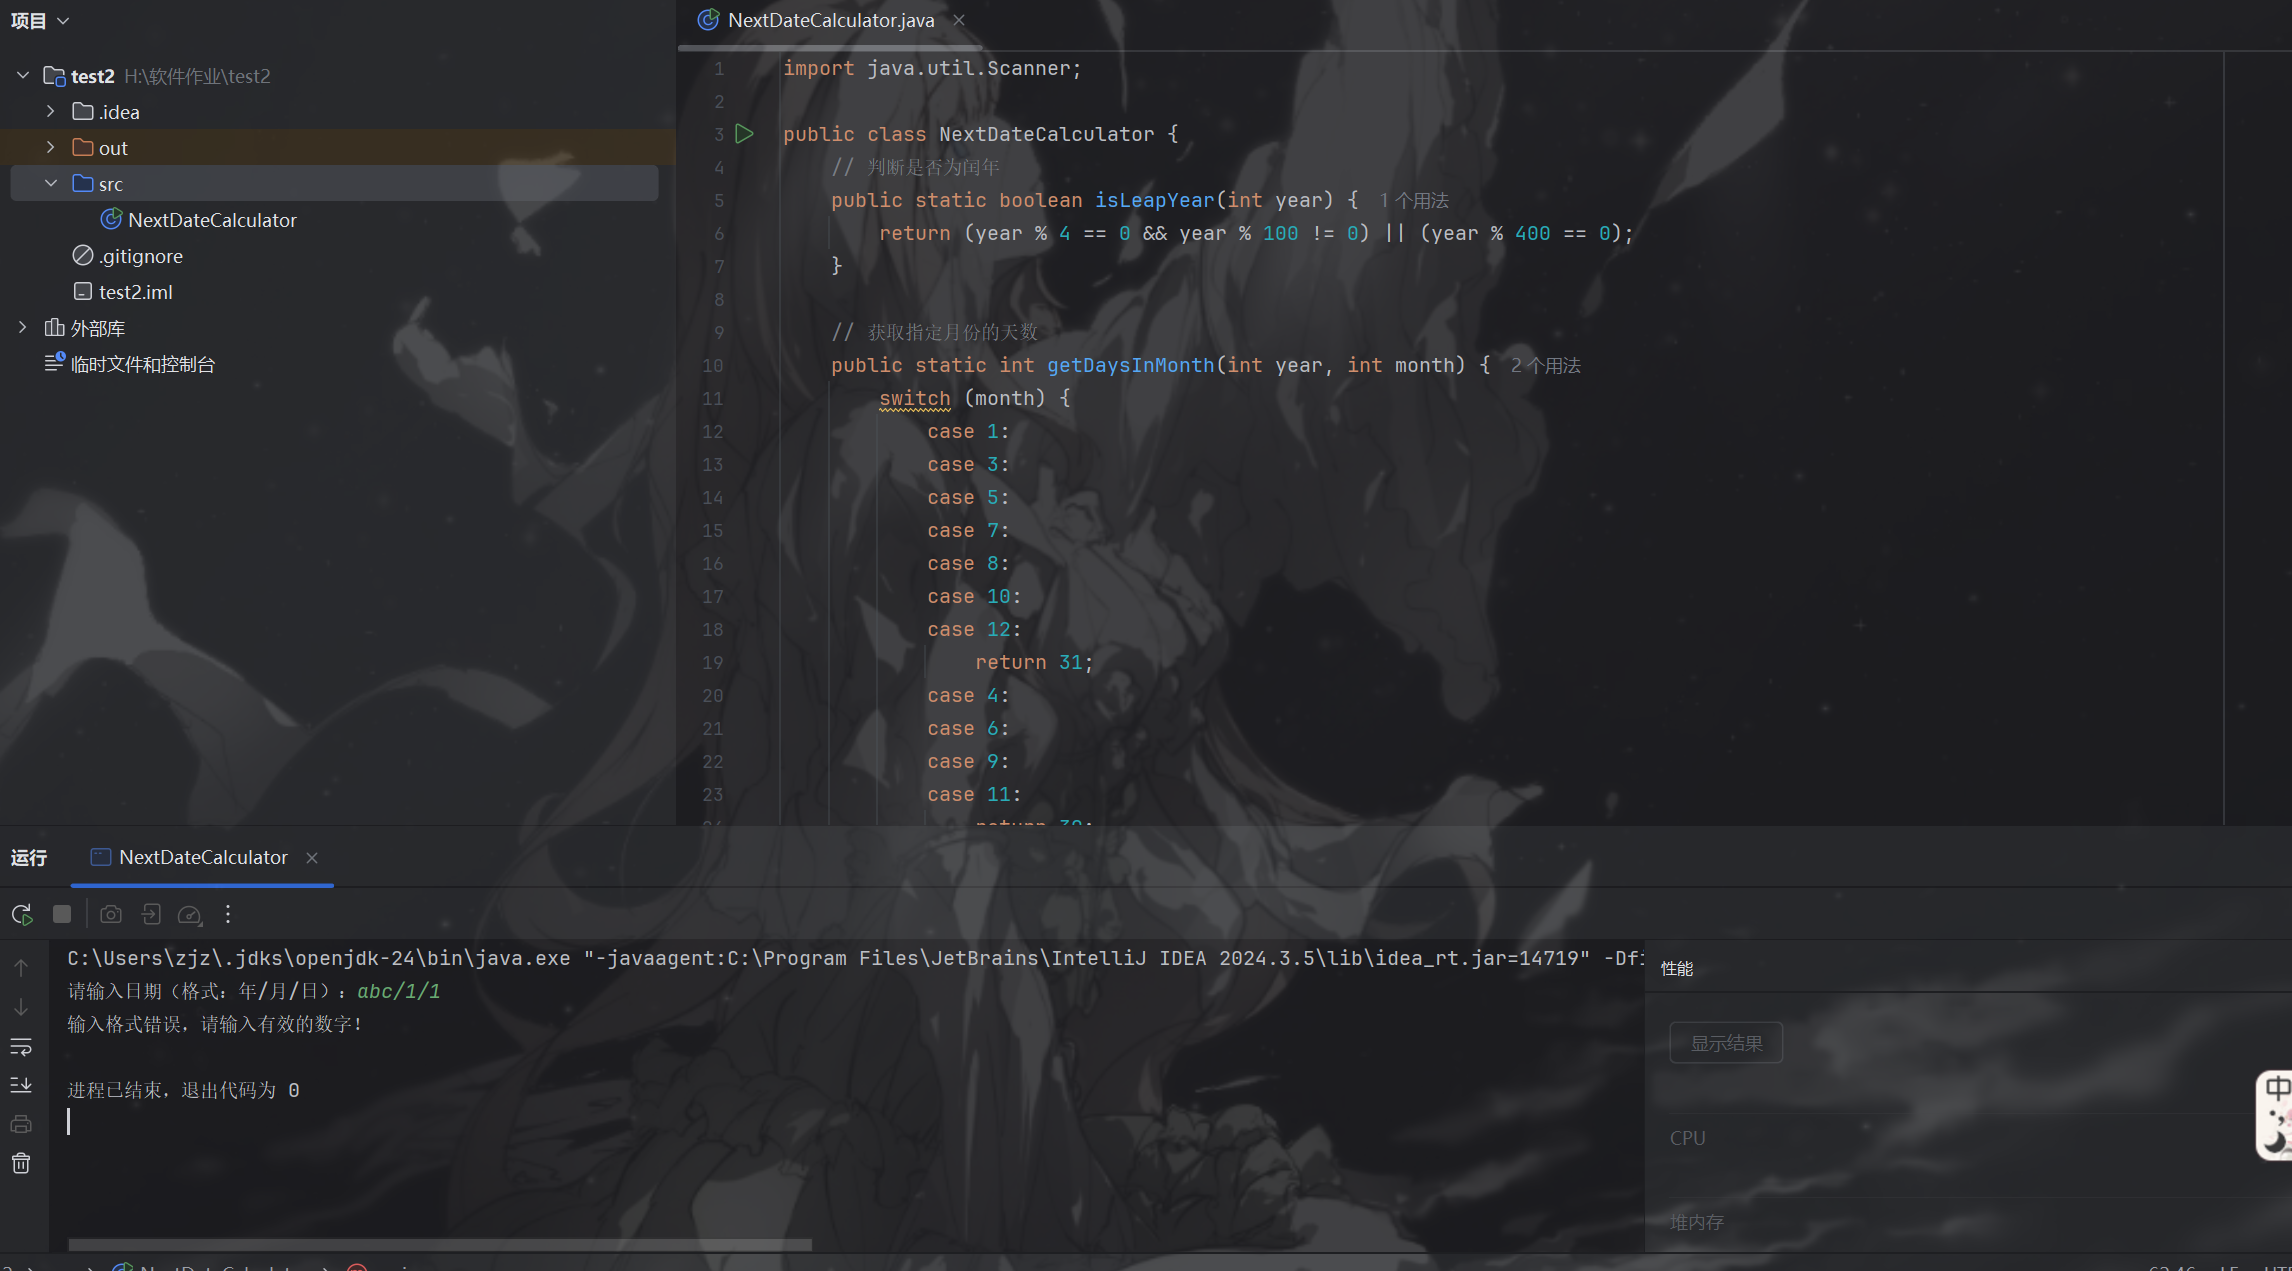 项目
test2 H:\软件作业\test2
.idea
out
src
NextDateCalculator
.gitignore
test2.iml
外部库
临时文件和控制台
NextDateCalculator.java
1 import java.util.Scanner;
2
3 public class NextDateCalculator {
4 // 判断是否为闰年
5 public static boolean isLeapYear(int year) { 1 个用法
6 return (year % 4 == 0 && year % 100 != 0) || (year % 400 == 0);
7 }
8
9 // 获取指定月份的天数
10 public static int getDaysInMonth(int year, int month) { 2 个用法
11 switch (month) {
12 case 1:
13 case 3:
14 case 5:
15 case 7:
16 case 8:
17 case 10:
18 case 12:
19 return 31;
20 case 4:
21 case 6:
22 case 9:
23 case 11:
运行 NextDateCalculator
C:\Users\zjz\.jdks\openjdk-24\bin\java.exe "-javaagent:C:\Program Files\JetBrains\IntelliJ IDEA 2024.3.5\lib\idea_rt.jar=14719" -Dfi
请输入日期（格式：年/月/日）：abc/1/1
输入格式错误，请输入有效的数字！
进程已结束，退出代码为 0
性能
显示结果
CPU
堆内存
中